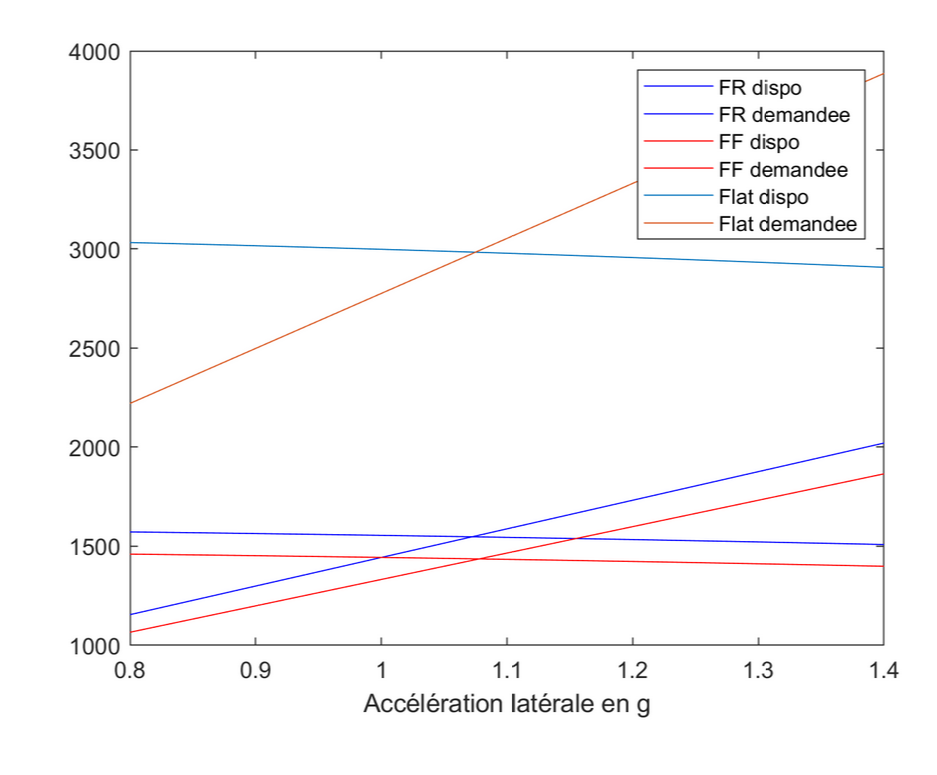 4000
3500
3000
2500
2000
1500
1000
FR dispo
FR demandee
FF dispo
FF demandee
Flat dispo
Flat demandee
0.8 0.9 1 1.1 1.2 1.3 1.4
Accélération latérale en g